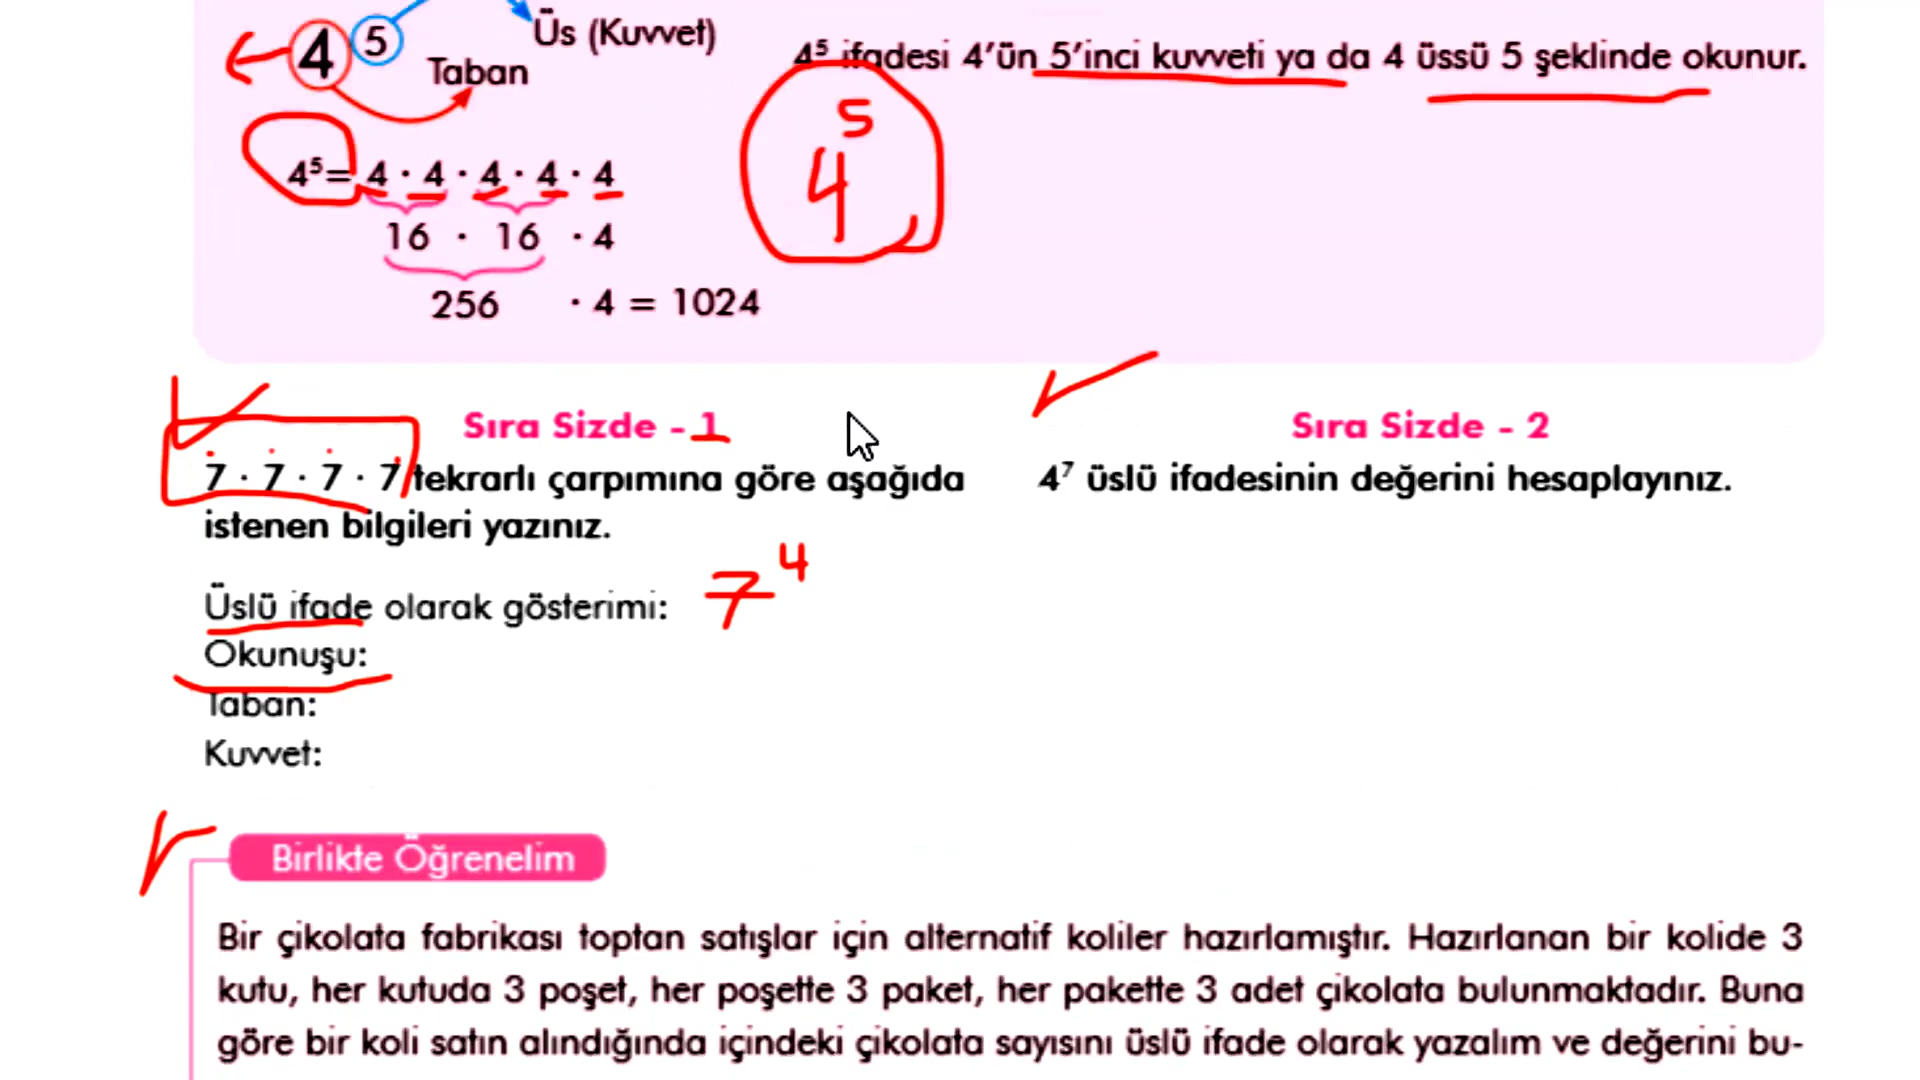 4 5 Üs (Kuvvet)
Taban
4⁵ ifadesi 4’ün 5’inci kuvveti ya da 4 üssü 5 şeklinde okunur.
4⁵
4⁵= 4 · 4 · 4 · 4 · 4
16 · 16 · 4
256 · 4 = 1024
Sıra Sizde - 1
7 · 7 · 7 · 7 tekrarlı çarpımına göre aşağıda
istenen bilgileri yazınız.
Üslü ifade olarak gösterimi: 7⁴
Okunuşu:
Taban:
Kuvvet:
Sıra Sizde - 2
4⁷ üslü ifadesinin değerini hesaplayınız.
Birlikte Öğrenelim
Bir çikolata fabrikası toptan satışlar için alternatif koliler hazırlamıştır. Hazırlanan bir kolide 3
kutu, her kutuda 3 poşet, her poşette 3 paket, her pakette 3 adet çikolata bulunmaktadır. Buna
göre bir koli satın alındığında içindeki çikolata sayısını üslü ifade olarak yazalım ve değerini bu-